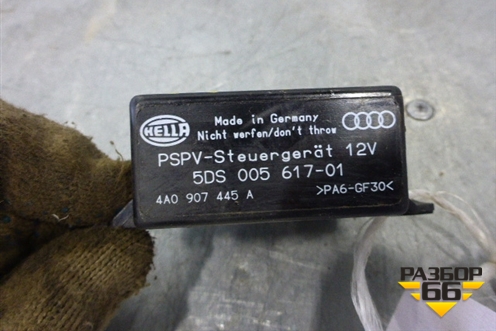 HELLA
Made in Germany
Nicht werfen/don't throw
PSPV-Steuergerät 12V
5DS 005 617-01
4A0 907 445 A >PA6-GF30<
РАЗБОР
66